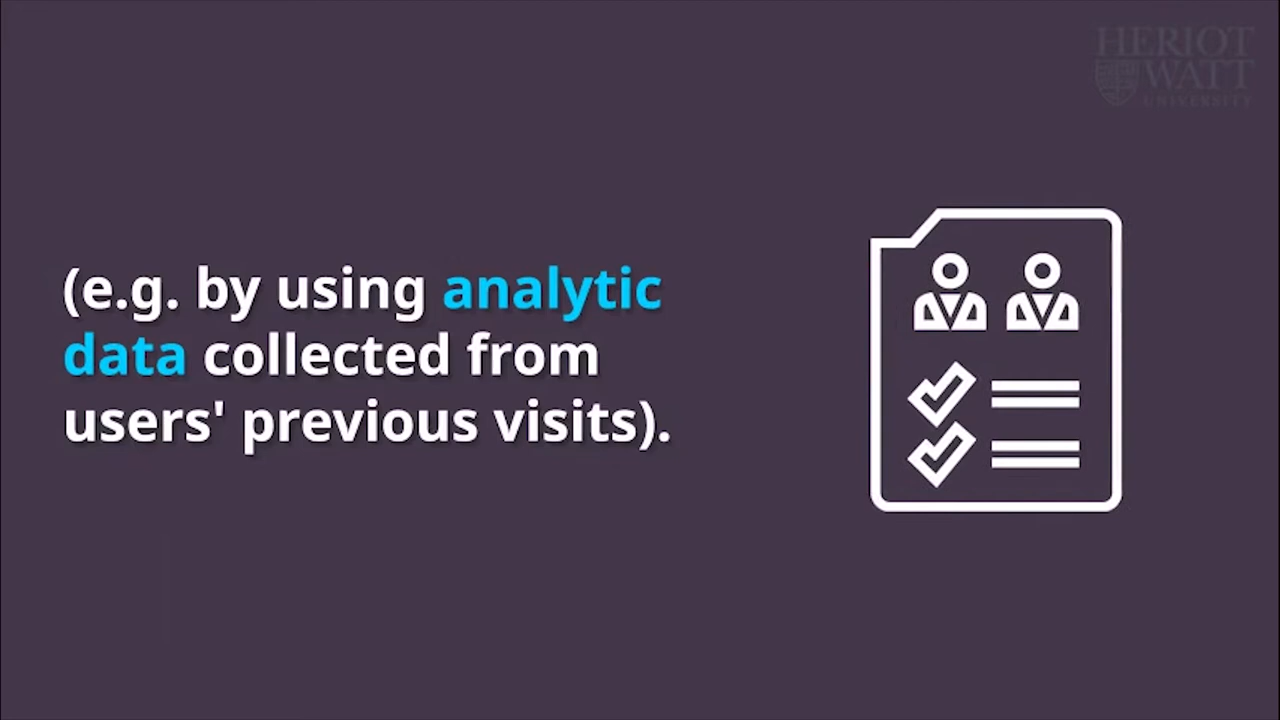 HERIOT
WATT
UNIVERSITY
(e.g. by using analytic
data collected from
users' previous visits).